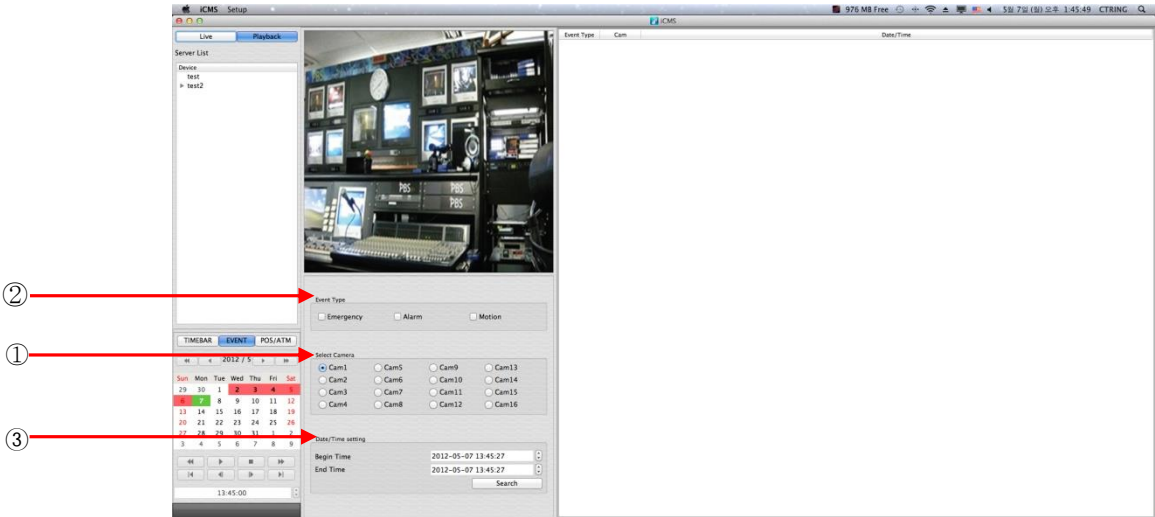 iCMS Setup 976 MB Free 5월 7일 (월) 오후 1:45:49 CTRING
iCMS
Live Playback
Server List
Device
test
test2
PBS PBS
PBS
Event Type Cam Date/Time
②
Event Type
Emergency Alarm Motion
①
Select Camera
Cam1 Cam5 Cam9 Cam13
Cam2 Cam6 Cam10 Cam14
Cam3 Cam7 Cam11 Cam15
Cam4 Cam8 Cam12 Cam16
③
Date/Time setting
Begin Time 2012-05-07 13:45:27
End Time 2012-05-07 13:45:27
Search
TIMEBAR EVENT POS/ATM
2012 / 5
Sun Mon Tue Wed Thu Fri Sat
29 30 1 2 3 4 5
6 7 8 9 10 11 12
13 14 15 16 17 18 19
20 21 22 23 24 25 26
27 28 29 30 31 1 2
3 4 5 6 7 8 9
13:45:00